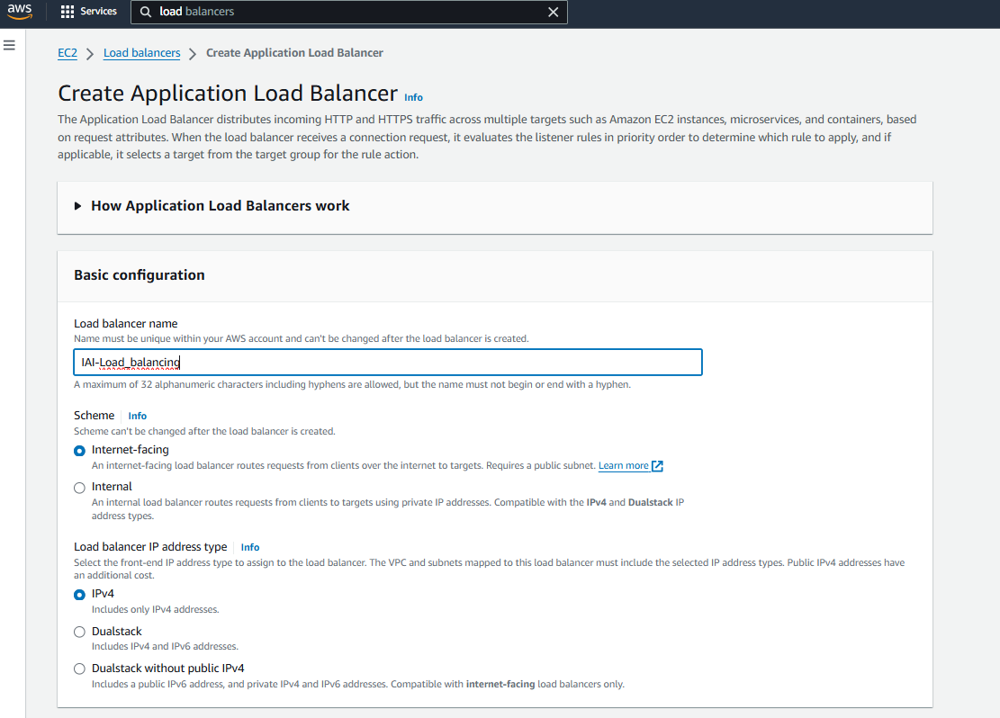 aws
Services
load balancers
EC2 > Load balancers > Create Application Load Balancer
Create Application Load Balancer Info
The Application Load Balancer distributes incoming HTTP and HTTPS traffic across multiple targets such as Amazon EC2 instances, microservices, and containers, based
on request attributes. When the load balancer receives a connection request, it evaluates the listener rules in priority order to determine which rule to apply, and if
applicable, it selects a target from the target group for the rule action.
How Application Load Balancers work
Basic configuration
Load balancer name
Name must be unique within your AWS account and can't be changed after the load balancer is created.
IAI-Load_balancing
A maximum of 32 alphanumeric characters including hyphens are allowed, but the name must not begin or end with a hyphen.
Scheme Info
Scheme can't be changed after the load balancer is created.
Internet-facing
An internet-facing load balancer routes requests from clients over the internet to targets. Requires a public subnet. Learn more
Internal
An internal load balancer routes requests from clients to targets using private IP addresses. Compatible with the IPv4 and Dualstack IP
address types.
Load balancer IP address type Info
Select the front-end IP address type to assign to the load balancer. The VPC and subnets mapped to this load balancer must include the selected IP address types. Public IPv4 addresses have
an additional cost.
IPv4
Includes only IPv4 addresses.
Dualstack
Includes IPv4 and IPv6 addresses.
Dualstack without public IPv4
Includes a public IPv6 address, and private IPv4 and IPv6 addresses. Compatible with internet-facing load balancers only.